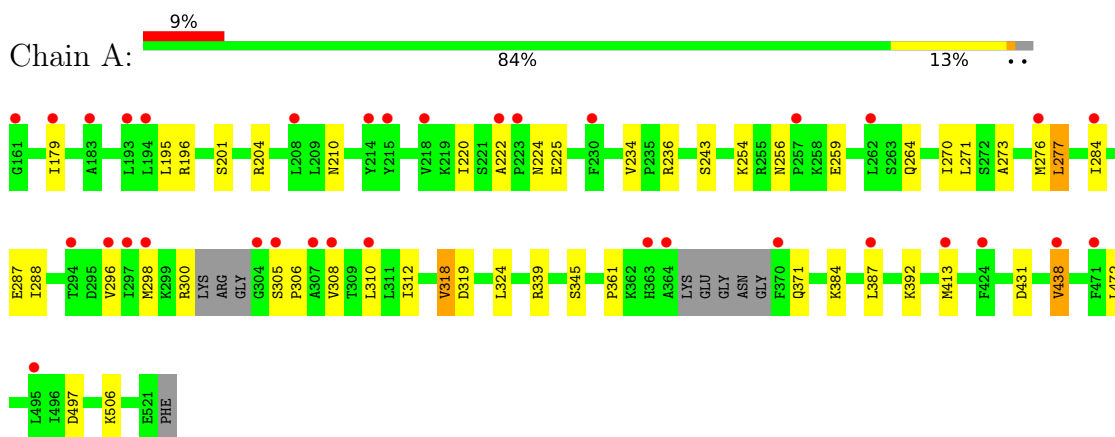 9%
Chain A:
84% 13%
G161 I179 A183 L193 L194 L195 R196 S201 R204 L208 L209 N210 Y214 Y215 V218 K219 I220 S221 A222 P223 N224 E225 F230 V234 P235 R236 S243 K254 R255 N256 P257 K258 E259 L262 S263 Q264 I270 L271 S272 A273 M276 L277 I284
E287 I288 T294 D295 V296 I297 M298 K299 R300 LYS ARG GLY G304 S305 P306 A307 V308 T309 L310 L311 I312 V318 D319 L324 R339 S345 P361 K362 H363 A364 LYS GLU GLY ASN GLY F370 Q371 K384 L387 K392 M413 F424 D431 V438 F471 L472
L495 I496 D497 K506 E521 PHE